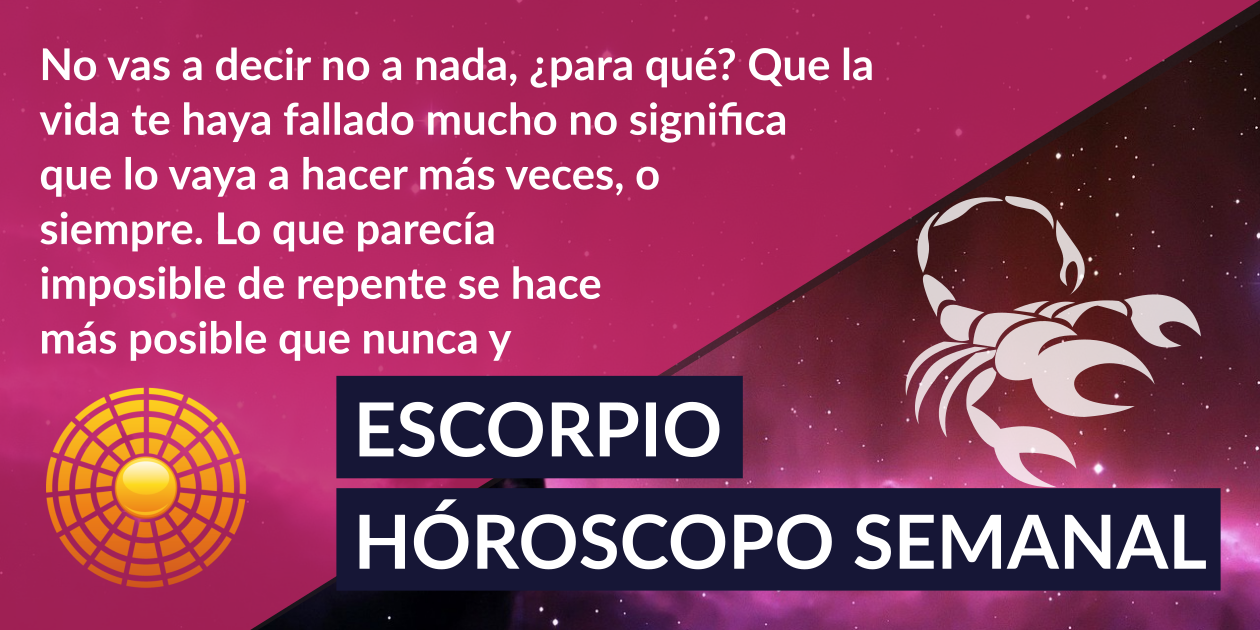 No vas a decir no a nada, ¿para qué? Que la
vida te haya fallado mucho no significa
que lo vaya a hacer más veces, o
siempre. Lo que parecía
imposible de repente se hace
más posible que nunca y
ESCORPIO
HÓROSCOPO SEMANAL